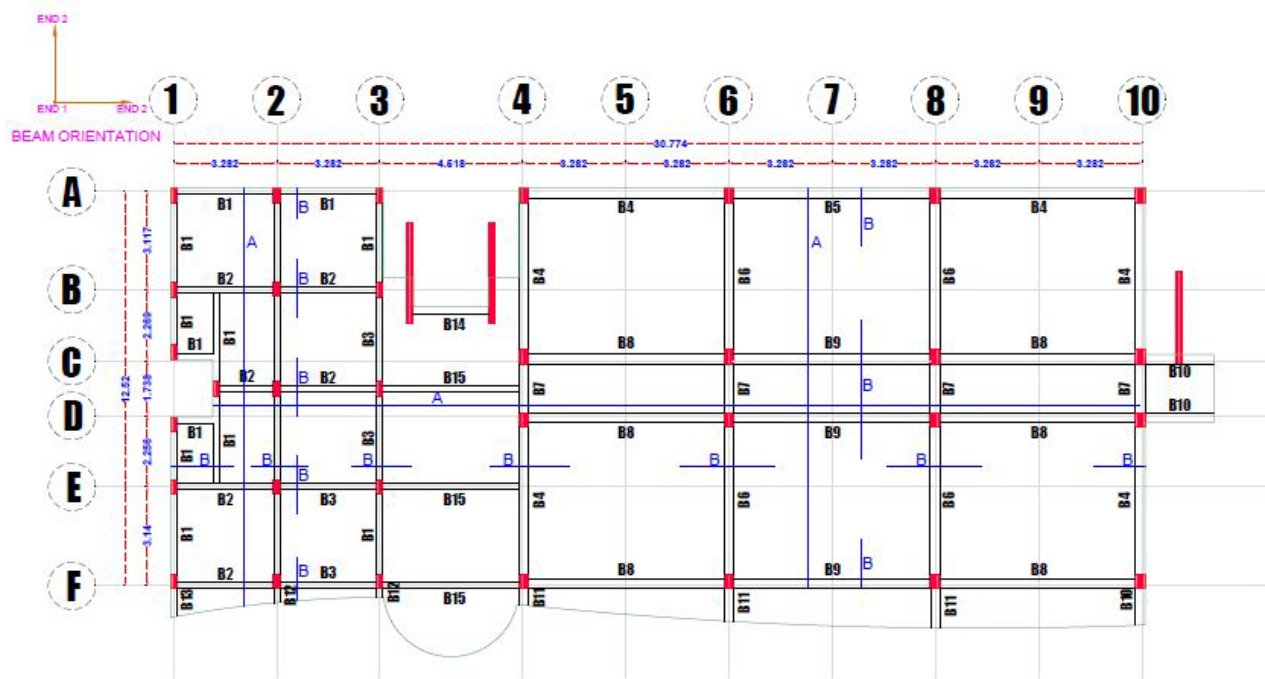 END 2
END 1 END 2
BEAM ORIENTATION
1 2 3 4 5 6 7 8 9 10
30.774
3.282 3.282 4.518 3.282 3.282 3.282 3.282 3.282 3.282
A
B1 B1 B B4 B5 B4
3.117 B1 A B1 A B
B2 B2 B B4 B6 B6 B4
B
2.269 B1 B1 B3 B14
B1 B8 B9 B8
C
12.52 1.738 B2 B2 B B15 B7 B7 B B7 B7 B10
A B10
D
B1 B8 B9 B8
2.256 B1 B1 B3
B B B B B B B B
E
B2 B3 B15 B4 B6 B6 B4
3.14 B1 B1
B2 B3 B B8 B9 B B8
F
B13 B12 B12 B15 B11 B11 B11 B10